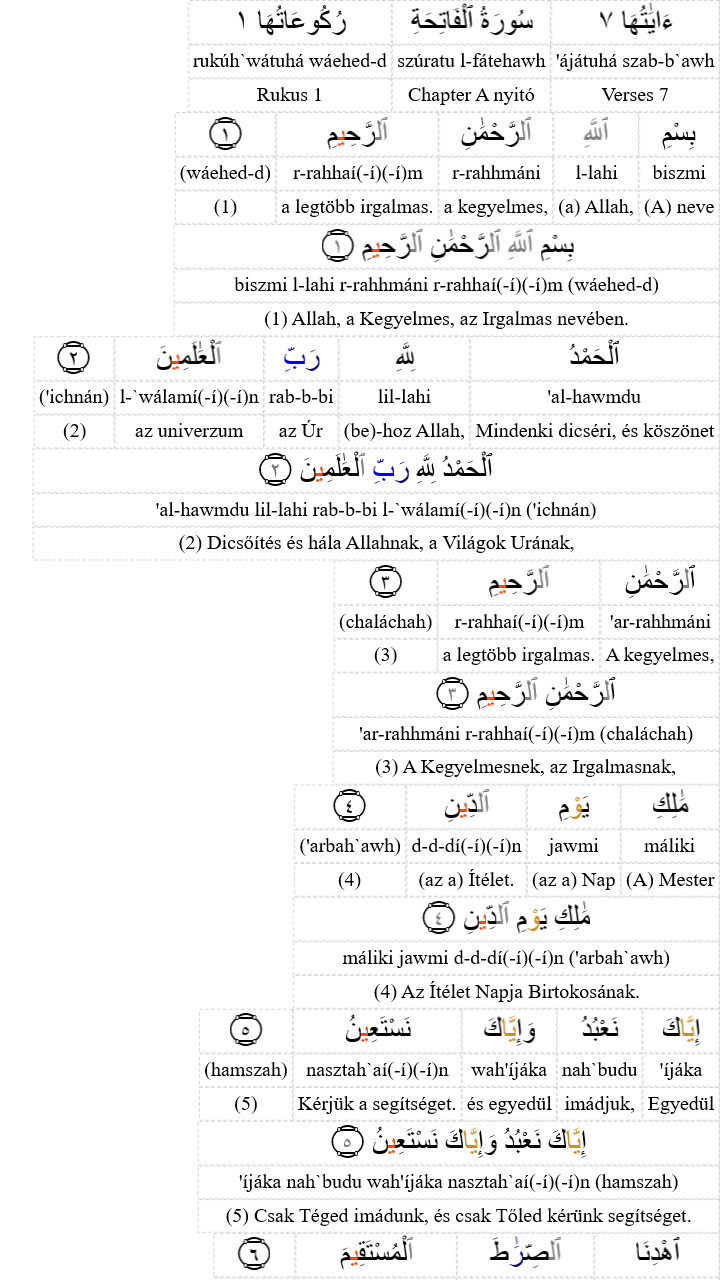 ءَايَٰتُهَا ٧ سُورَةُ ٱلْفَاتِحَةِ رُكُوعَاتُهَا ١
'ájátuhá szab-b`awh szúratu l-fátehawh rukúh`wátuhá wáehed-d
Verses 7 Chapter A nyitó Rukus 1
بِسْمِ ٱللَّهِ ٱلرَّحْمَٰنِ ٱلرَّحِيمِ ١
biszmi l-lahi r-rahhmáni r-rahhaí(-í)(-í)m (wáehed-d)
(A) neve (a) Allah, a kegyelmes, a legtöbb irgalmas. (1)
بِسْمِ ٱللَّهِ ٱلرَّحْمَٰنِ ٱلرَّحِيمِ ١
biszmi l-lahi r-rahhmáni r-rahhaí(-í)(-í)m (wáehed-d)
(1) Allah, a Kegyelmes, az Irgalmas nevében.
ٱلْحَمْدُ لِلَّهِ رَبِّ ٱلْعَٰلَمِينَ ٢
'al-hawmdu lil-lahi rab-b-bi l-`wálamí(-í)(-í)n ('ichnán)
Mindenki dicséri, és köszönet (be)-hoz Allah, az Úr az univerzum (2)
ٱلْحَمْدُ لِلَّهِ رَبِّ ٱلْعَٰلَمِينَ ٢
'al-hawmdu lil-lahi rab-b-bi l-`wálamí(-í)(-í)n ('ichnán)
(2) Dicsőítés és hála Allahnak, a Világok Urának,
ٱلرَّحْمَٰنِ ٱلرَّحِيمِ ٣
'ar-rahhmáni r-rahhaí(-í)(-í)m (chaláchah)
A kegyelmes, a legtöbb irgalmas. (3)
ٱلرَّحْمَٰنِ ٱلرَّحِيمِ ٣
'ar-rahhmáni r-rahhaí(-í)(-í)m (chaláchah)
(3) A Kegyelmesnek, az Irgalmasnak,
مَٰلِكِ يَوْمِ ٱلدِّينِ ٤
máliki jawmi d-d-dí(-í)(-í)n ('arbah`awh)
(A) Mester (az a) Nap (az a) Ítélet. (4)
مَٰلِكِ يَوْمِ ٱلدِّينِ ٤
máliki jawmi d-d-dí(-í)(-í)n ('arbah`awh)
(4) Az Ítélet Napja Birtokosának.
إِيَّاكَ نَعْبُدُ وَإِيَّاكَ نَسْتَعِينُ ٥
'íjáka nah`budu wah'íjáka nasztah`aí(-í)(-í)n (hamszah)
Egyedül imádjuk, és egyedül Kérjük a segítséget. (5)
إِيَّاكَ نَعْبُدُ وَإِيَّاكَ نَسْتَعِينُ ٥
'íjáka nah`budu wah'íjáka nasztah`aí(-í)(-í)n (hamszah)
(5) Csak Téged imádunk, és csak Tőled kérünk segítséget.
ٱهْدِنَا ٱلصِّرَٰطَ ٱلْمُسْتَقِيمَ ٦